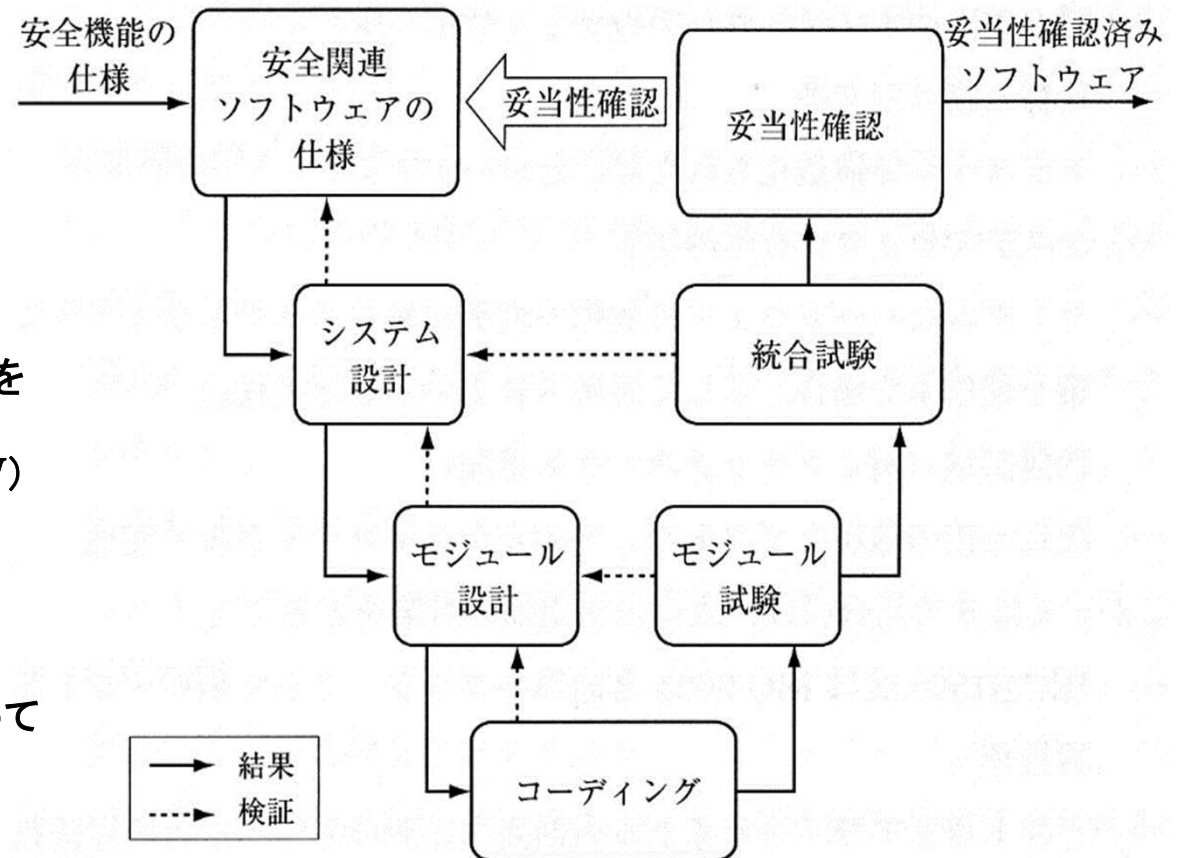 安全機能の
仕様
安全関連
ソフトウェアの
仕様
妥当性確認
妥当性確認
妥当性確認済み
ソフトウェア
システム
設計
統合試験
を
モジュール
設計
モジュール
試験
って
結果
検証
コーディング